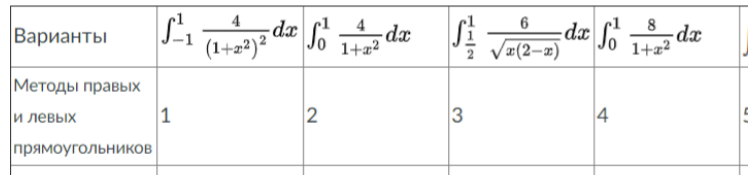 Варианты $\int_{-1}^{1} \frac{4}{(1+x^2)^2} dx$ $\int_{0}^{1} \frac{4}{1+x^2} dx$ $\int_{\frac{1}{2}}^{1} \frac{6}{\sqrt{x(2-x)}} dx$ $\int_{0}^{1} \frac{8}{1+x^2} dx$
Методы правых
и левых 1 2 3 4
прямоугольников